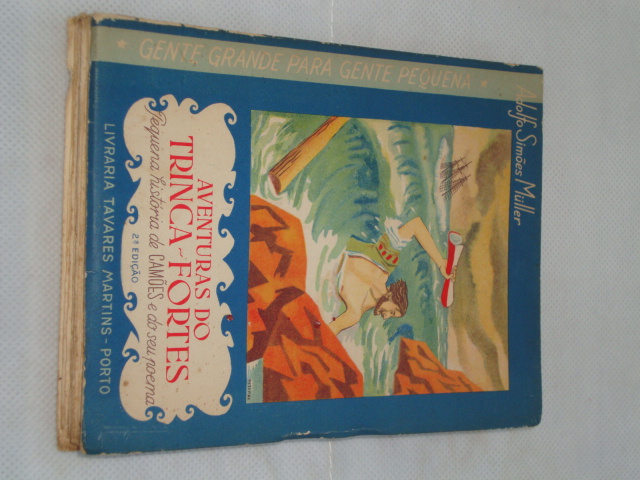 Adolfo Simões Müller
★ GENTE GRANDE PARA GENTE PEQUENA ★
AVENTURAS DO
TRINCA-FORTES
Pequena história de CAMÕES e do seu poema
2ª EDIÇÃO
LIVRARIA TAVARES MARTINS - PORTO